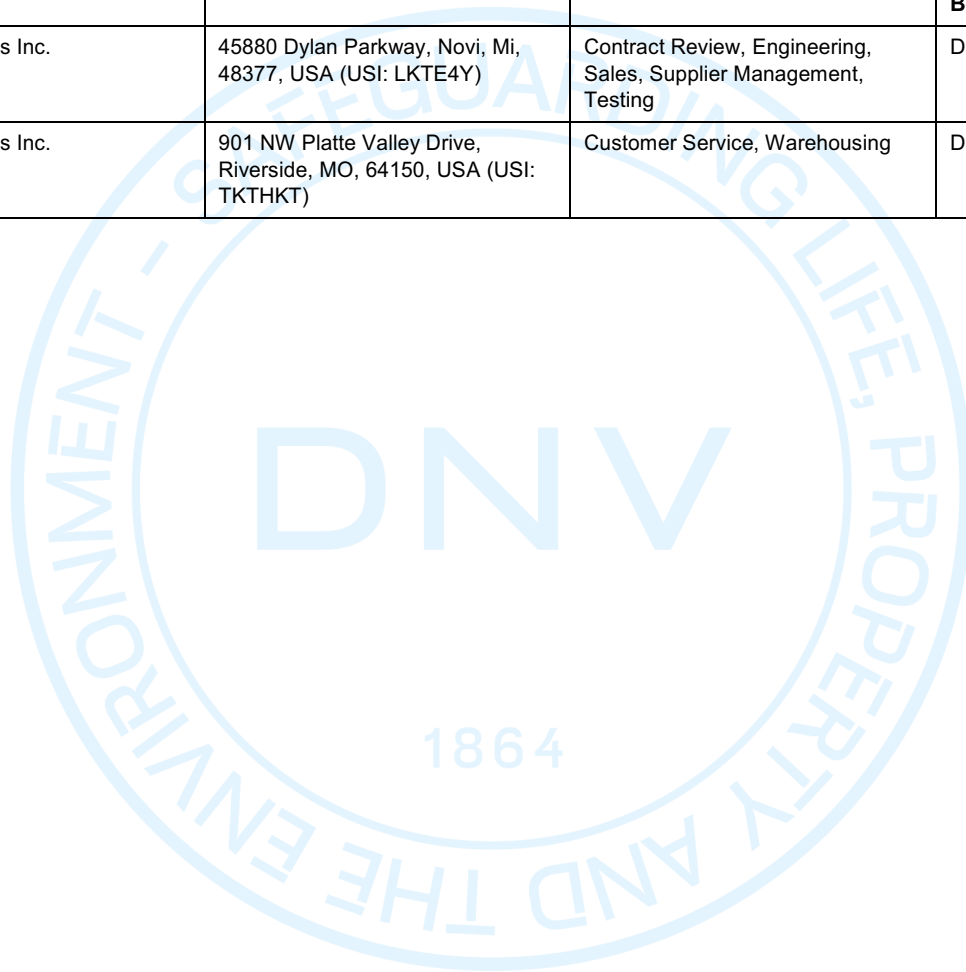 B
s Inc.
45880 Dylan Parkway, Novi, Mi,
48377, USA (USI: LKTE4Y)
Contract Review, Engineering,
Sales, Supplier Management,
Testing
D
s Inc.
901 NW Platte Valley Drive,
Riverside, MO, 64150, USA (USI:
TKTHKT)
Customer Service, Warehousing
D
SAFEGUARDING LIFE, PROPERTY AND THE ENVIRONMENT -
DNV
1864